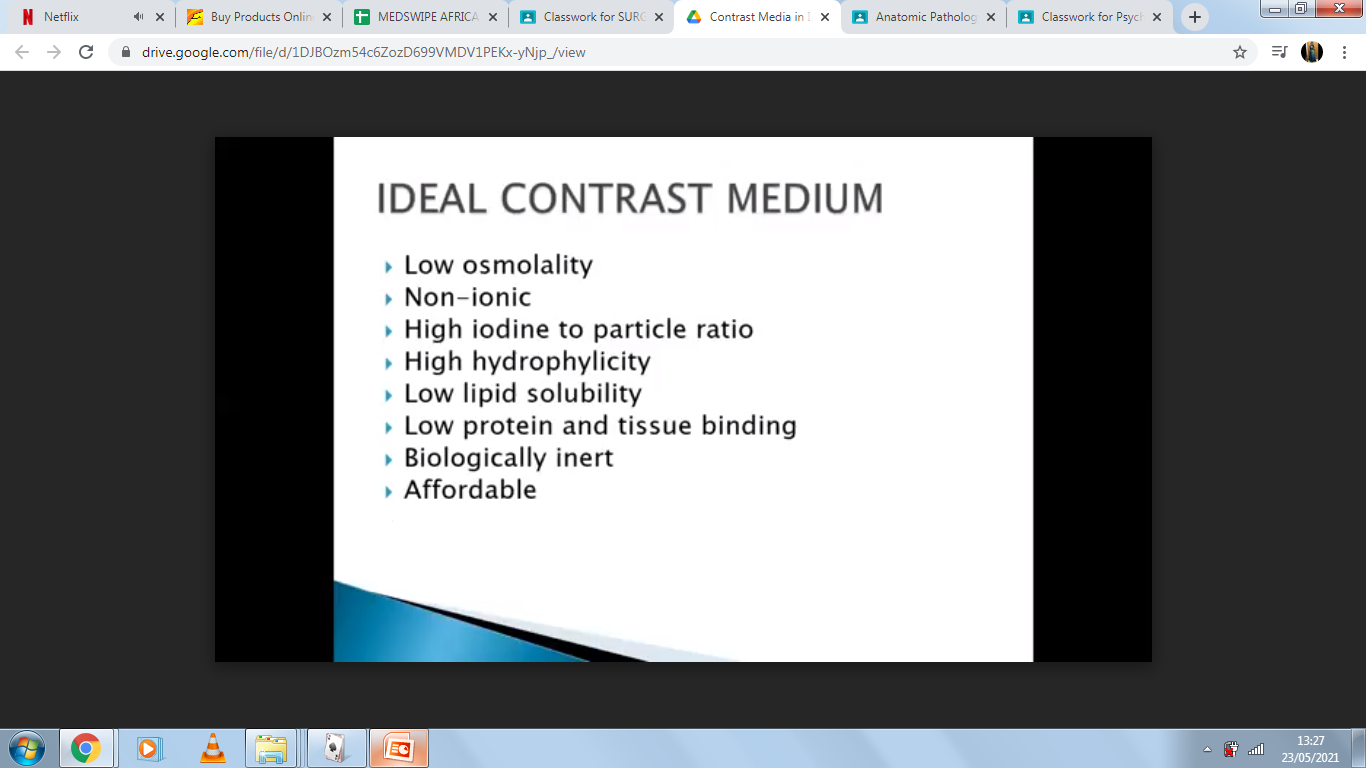 Netflix
Buy Products Onlin
MEDSWIPE AFRICA
Classwork for SURG
Contrast Media in I
Anatomic Patholog
Classwork for Psych
drive.google.com/file/d/1DJBOzm54c6ZozD699VMDV1PEKx-yNjp_/view
IDEAL CONTRAST MEDIUM
Low osmolality
Non-ionic
High iodine to particle ratio
High hydrophylicity
Low lipid solubility
Low protein and tissue binding
Biologically inert
Affordable
13:27
23/05/2021